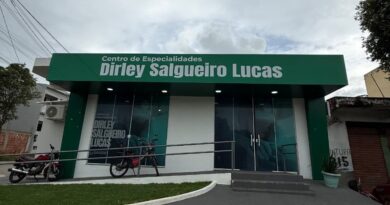 Centro de Especialidades
Dirley Salgueiro Lucas
DIRLEY
SALGUEIRO
LUCAS